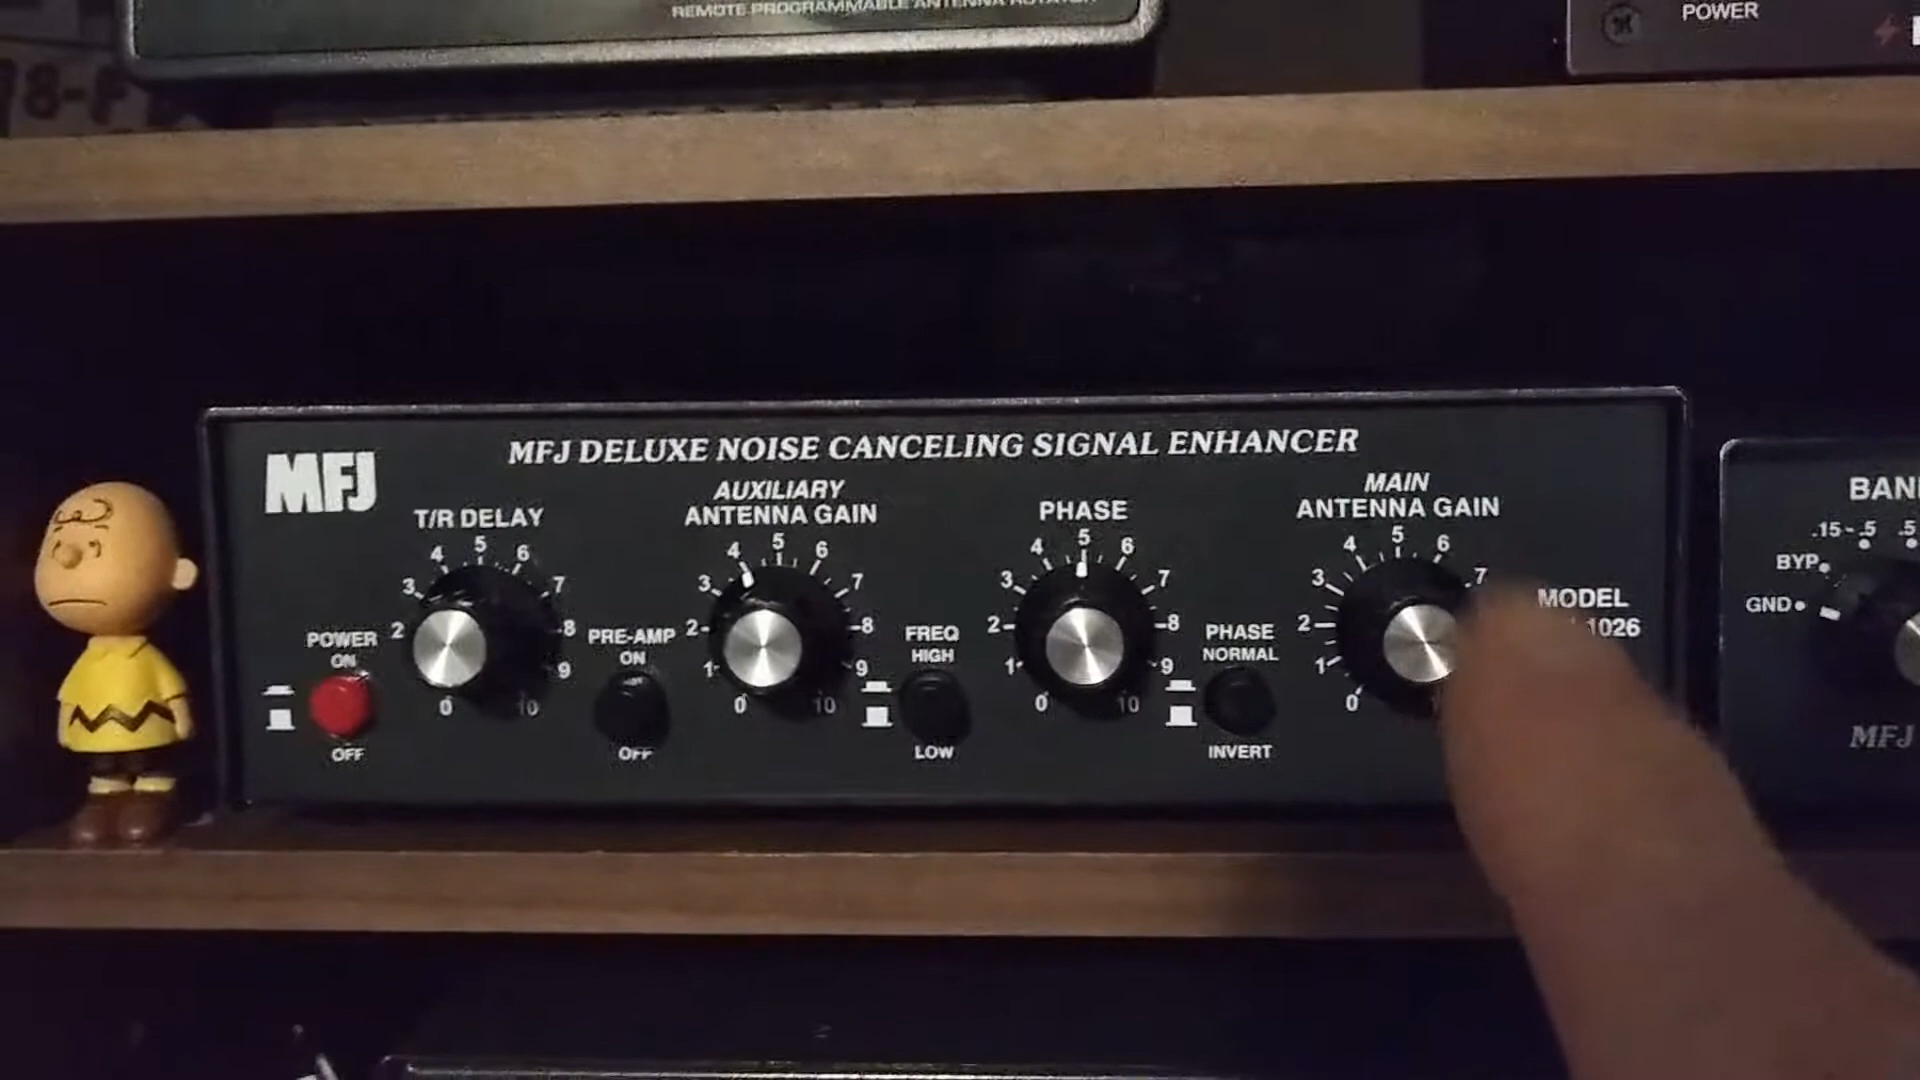 REMOTE PROGRAMMABLE ANTENNA ROTATOR
POWER
MFJ
MFJ DELUXE NOISE CANCELING SIGNAL ENHANCER
T/R DELAY
0 2 3 4 5 6 7 8 9 10
POWER
ON
OFF
PRE-AMP
ON
OFF
AUXILIARY
ANTENNA GAIN
0 1 2 3 4 5 6 7 8 9 10
FREQ
HIGH
LOW
PHASE
0 1 2 3 4 5 6 7 8 9 10
PHASE
NORMAL
INVERT
MAIN
ANTENNA GAIN
0 1 2 3 4 5 6 7
MODEL
1026
.15-.5 .5
BYP
GND
MFJ